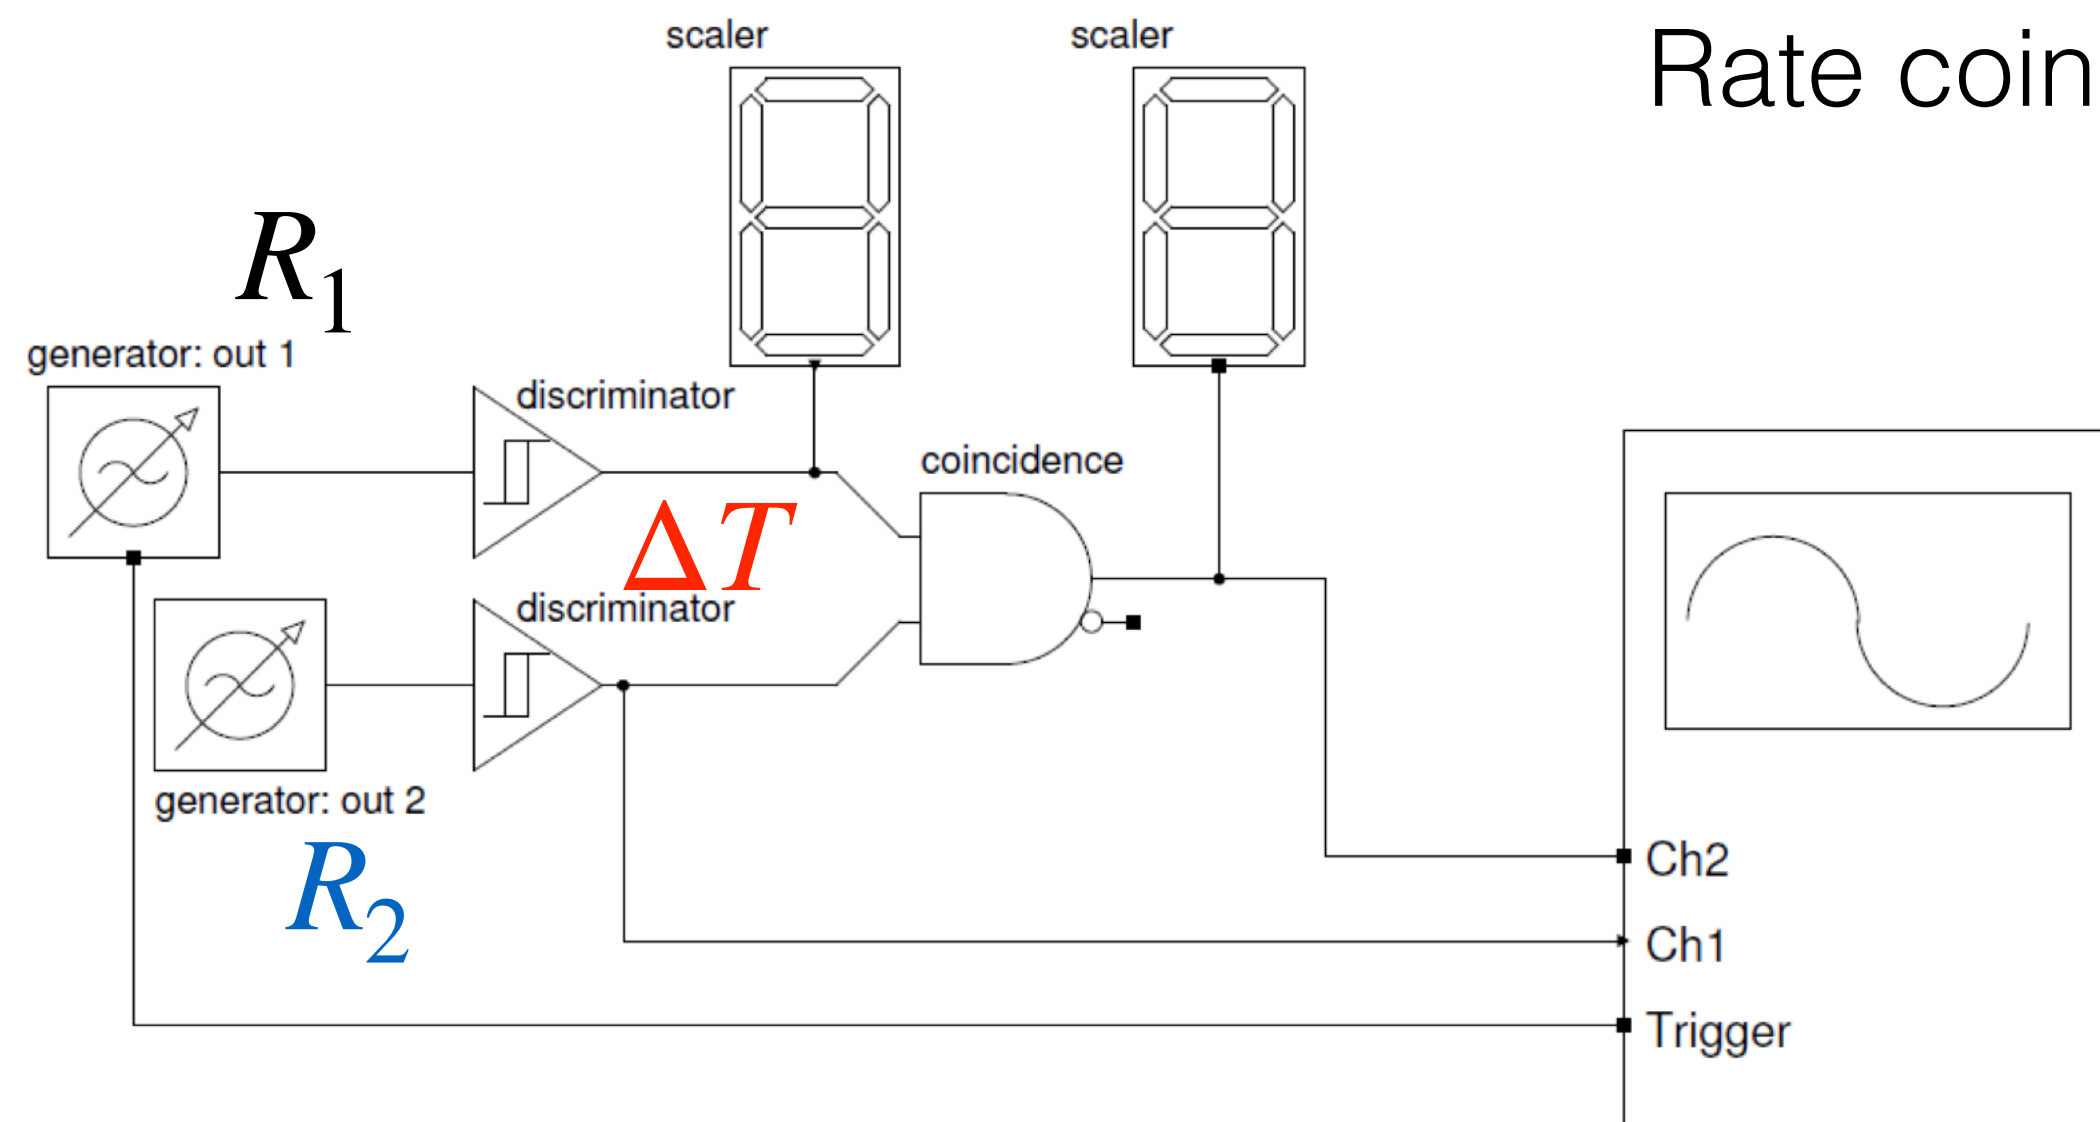 scaler
scaler
Rate coin
R1
generator: out 1
discriminator
coincidence
ΔT
discriminator
generator: out 2
R2
Ch2
Ch1
Trigger